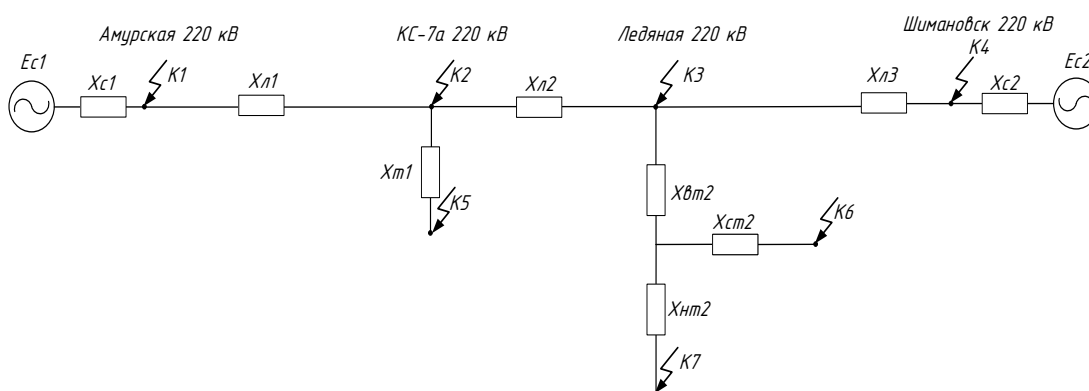 Амурская 220 кВ
КС-7а 220 кВ
Ледяная 220 кВ
Шимановск 220 кВ
Ес1
Хс1
К1
Хл1
К2
Хл2
К3
Хл3
К4
Хс2
Ес2
Хт1
К5
Хвт2
Хст2
К6
Хнт2
К7